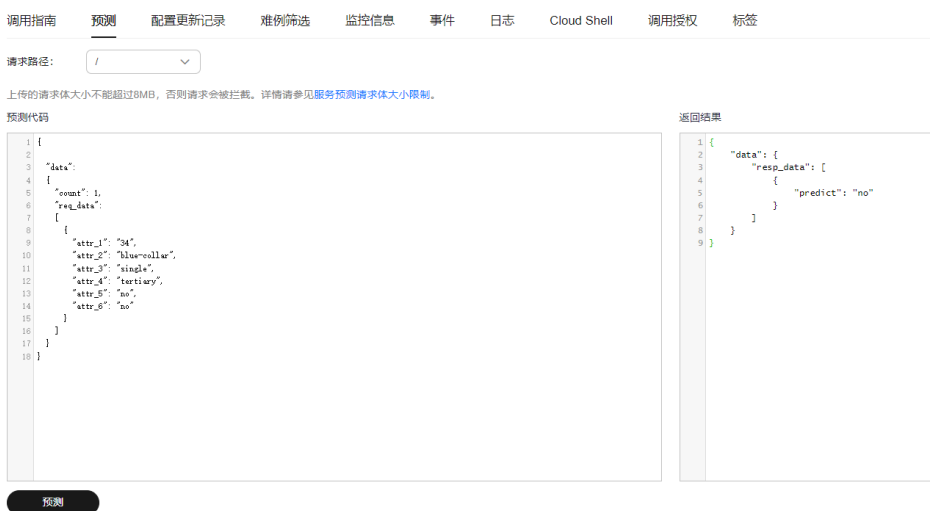 调用指南 预测 配置更新记录 难例筛选 监控信息 事件 日志 Cloud Shell 调用授权 标签
请求路径： /
上传的请求体大小不能超过8MB，否则请求会被拦截。详情请参见服务预测请求体大小限制。
预测代码
1 {
2
3 "data":
4 {
5 "count": 1,
6 "req_data":
7 [
8 {
9 "attr_1": "34",
10 "attr_2": "blue-collar",
11 "attr_3": "single",
12 "attr_4": "tertiary",
13 "attr_5": "no",
14 "attr_6": "no"
15 }
16 ]
17 }
18 }
返回结果
1 {
2 "data": {
3 "resp_data": [
4 {
5 "predict": "no"
6 }
7 ]
8 }
9 }
预测